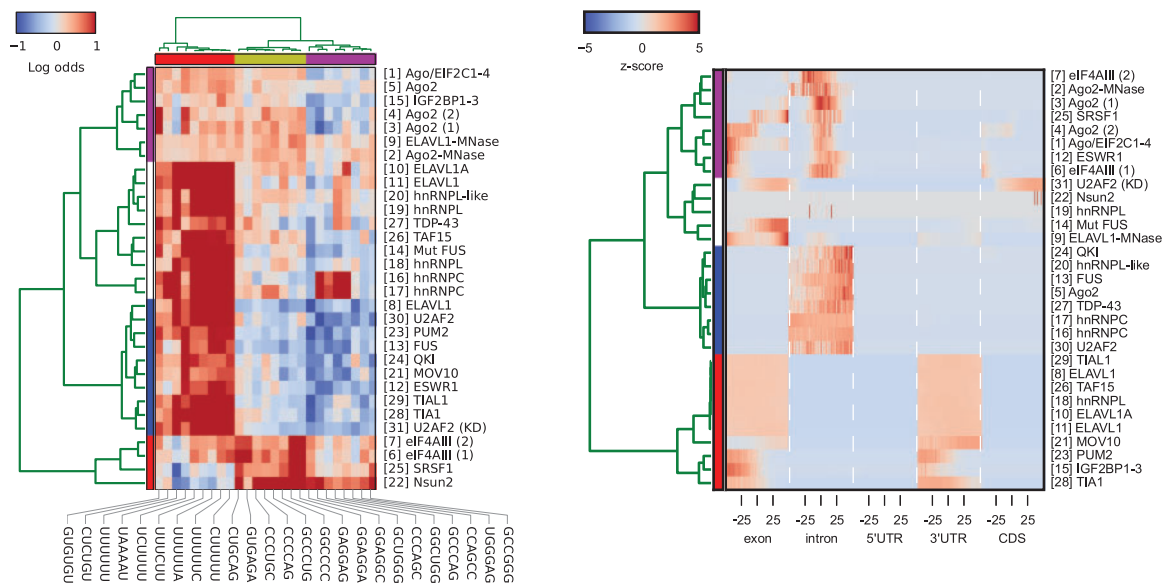 −1 0 1
Log odds
[1] Ago/EIF2C1-4
[5] Ago2
[15] IGF2BP1-3
[4] Ago2 (2)
[3] Ago2 (1)
[9] ELAVL1-MNase
[2] Ago2-MNase
[10] ELAVL1A
[11] ELAVL1
[20] hnRNPL-like
[19] hnRNPL
[27] TDP-43
[26] TAF15
[14] Mut FUS
[18] hnRNPL
[16] hnRNPC
[17] hnRNPC
[8] ELAVL1
[30] U2AF2
[23] PUM2
[13] FUS
[24] QKI
[21] MOV10
[12] ESWR1
[29] TIAL1
[28] TIA1
[31] U2AF2 (KD)
[7] eIF4AIII (2)
[6] eIF4AIII (1)
[25] SRSF1
[22] Nsun2
GUGUGU
CUCUGU
UUUUUU
UAAAAU
UCUUUU
UUUCUU
UUUUUA
UUUUUC
CUUUUU
CUGCAG
GUGAGA
CCCUGC
CCCCAG
GCCCUG
GGCCCC
GAGGAG
GAGGGA
GGAGGC
GCUGGG
CCCAGC
GGCUGG
GCCCAG
CCAGCC
UGGGAG
GCCGGG
−5 0 5
z-score
[7] eIF4AIII (2)
[2] Ago2-MNase
[3] Ago2 (1)
[25] SRSF1
[4] Ago2 (2)
[1] Ago/EIF2C1-4
[12] ESWR1
[6] eIF4AIII (1)
[31] U2AF2 (KD)
[22] Nsun2
[19] hnRNPL
[14] Mut FUS
[9] ELAVL1-MNase
[24] QKI
[20] hnRNPL-like
[13] FUS
[5] Ago2
[27] TDP-43
[17] hnRNPC
[16] hnRNPC
[30] U2AF2
[29] TIAL1
[8] ELAVL1
[26] TAF15
[18] hnRNPL
[10] ELAVL1A
[11] ELAVL1
[21] MOV10
[23] PUM2
[15] IGF2BP1-3
[28] TIA1
-25 25 -25 25 -25 25 -25 25 -25 25
exon intron 5'UTR 3'UTR CDS